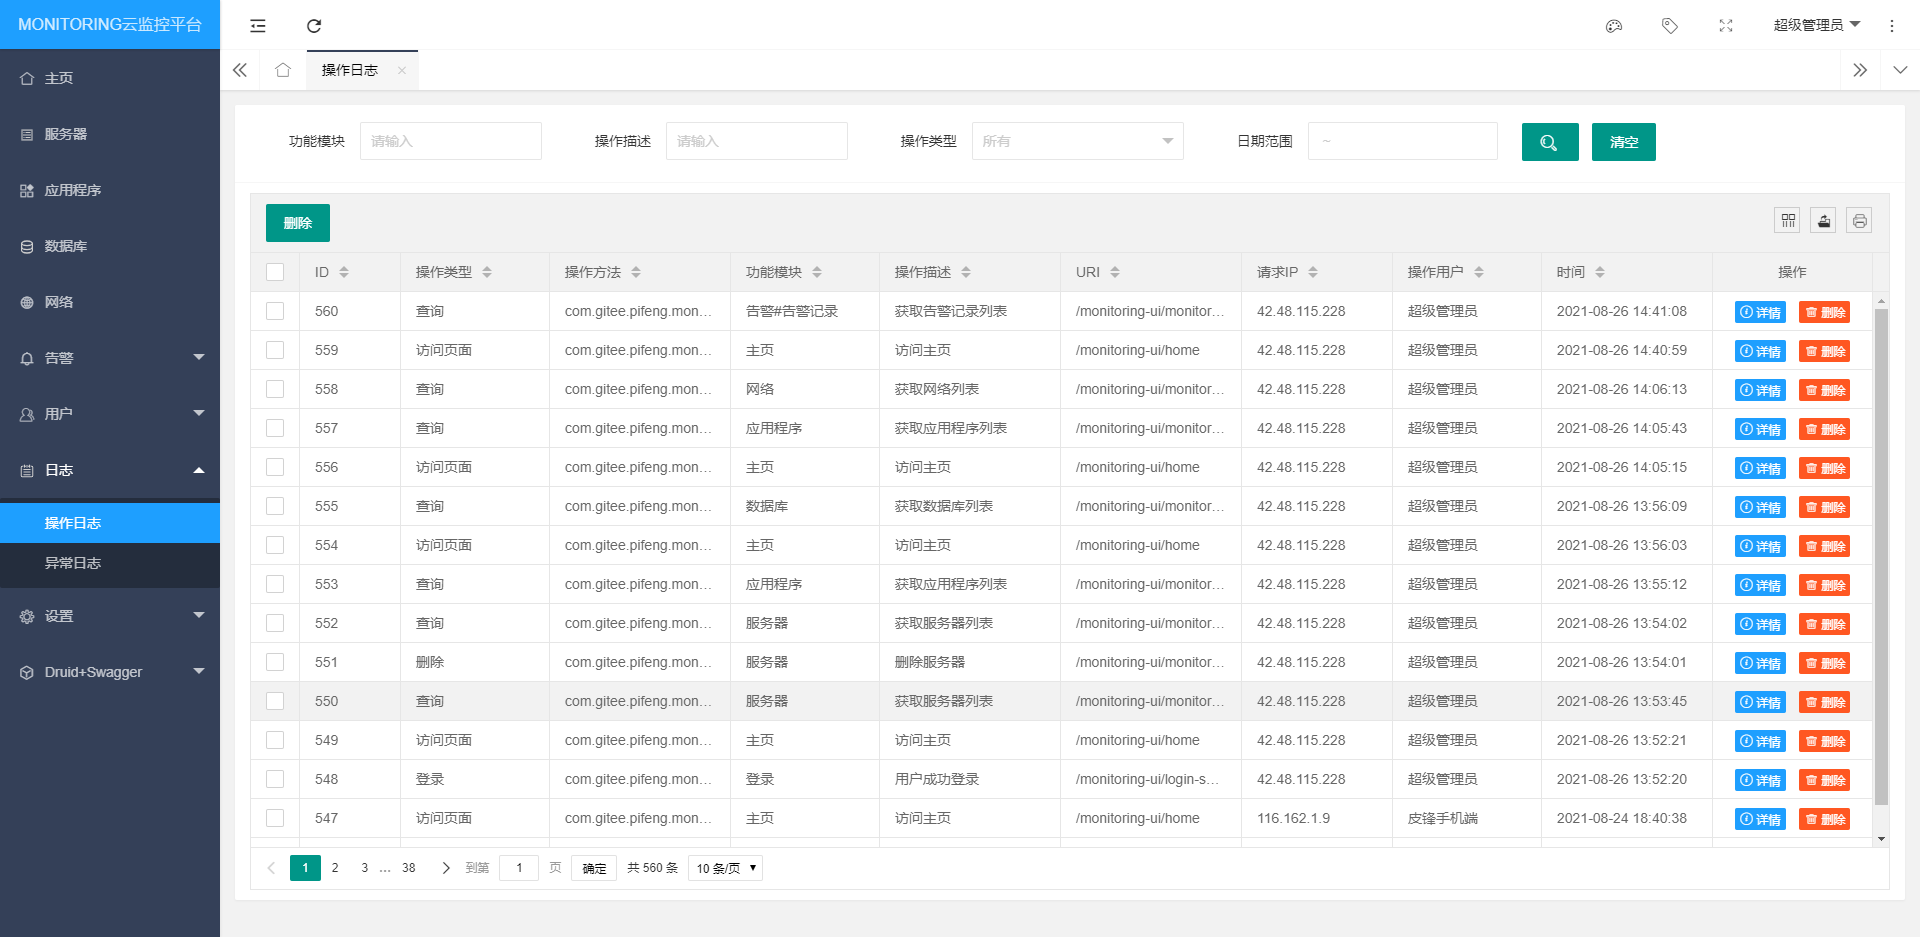 MONITORING云监控平台
超级管理员
主页
服务器
应用程序
数据库
网络
告警
用户
日志
操作日志
异常日志
设置
Druid+Swagger
操作日志
功能模块 请输入 操作描述 请输入 操作类型 所有 日期范围 ~ 清空
删除
ID 操作类型 操作方法 功能模块 操作描述 URI 请求IP 操作用户 时间 操作
560 查询 com.gitee.pifeng.mon... 告警#告警记录 获取告警记录列表 /monitoring-ui/monitor... 42.48.115.228 超级管理员 2021-08-26 14:41:08 详情 删除
559 访问页面 com.gitee.pifeng.mon... 主页 访问主页 /monitoring-ui/home 42.48.115.228 超级管理员 2021-08-26 14:40:59 详情 删除
558 查询 com.gitee.pifeng.mon... 网络 获取网络列表 /monitoring-ui/monitor... 42.48.115.228 超级管理员 2021-08-26 14:06:13 详情 删除
557 查询 com.gitee.pifeng.mon... 应用程序 获取应用程序列表 /monitoring-ui/monitor... 42.48.115.228 超级管理员 2021-08-26 14:05:43 详情 删除
556 访问页面 com.gitee.pifeng.mon... 主页 访问主页 /monitoring-ui/home 42.48.115.228 超级管理员 2021-08-26 14:05:15 详情 删除
555 查询 com.gitee.pifeng.mon... 数据库 获取数据库列表 /monitoring-ui/monitor... 42.48.115.228 超级管理员 2021-08-26 13:56:09 详情 删除
554 访问页面 com.gitee.pifeng.mon... 主页 访问主页 /monitoring-ui/home 42.48.115.228 超级管理员 2021-08-26 13:56:03 详情 删除
553 查询 com.gitee.pifeng.mon... 应用程序 获取应用程序列表 /monitoring-ui/monitor... 42.48.115.228 超级管理员 2021-08-26 13:55:12 详情 删除
552 查询 com.gitee.pifeng.mon... 服务器 获取服务器列表 /monitoring-ui/monitor... 42.48.115.228 超级管理员 2021-08-26 13:54:02 详情 删除
551 删除 com.gitee.pifeng.mon... 服务器 删除服务器 /monitoring-ui/monitor... 42.48.115.228 超级管理员 2021-08-26 13:54:01 详情 删除
550 查询 com.gitee.pifeng.mon... 服务器 获取服务器列表 /monitoring-ui/monitor... 42.48.115.228 超级管理员 2021-08-26 13:53:45 详情 删除
549 访问页面 com.gitee.pifeng.mon... 主页 访问主页 /monitoring-ui/home 42.48.115.228 超级管理员 2021-08-26 13:52:21 详情 删除
548 登录 com.gitee.pifeng.mon... 登录 用户成功登录 /monitoring-ui/login-s... 42.48.115.228 超级管理员 2021-08-26 13:52:20 详情 删除
547 访问页面 com.gitee.pifeng.mon... 主页 访问主页 /monitoring-ui/home 116.162.1.9 皮锋手机端 2021-08-24 18:40:38 详情 删除
1 2 3 ... 38 到第 1 页 确定 共 560 条 10 条/页